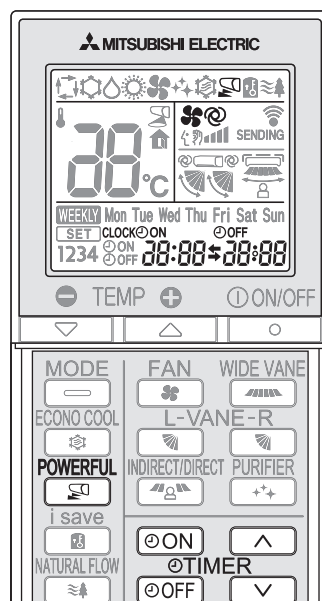 MITSUBISHI ELECTRIC
88°C
SENDING
WEEKLY Mon Tue Wed Thu Fri Sat Sun
SET CLOCK ON OFF
1234 ON OFF 88:88 88:88
TEMP ON/OFF
MODE FAN WIDE VANE
ECONO COOL L-VANE-R
POWERFUL INDIRECT/DIRECT PURIFIER
i save
ON
NATURAL FLOW TIMER
OFF